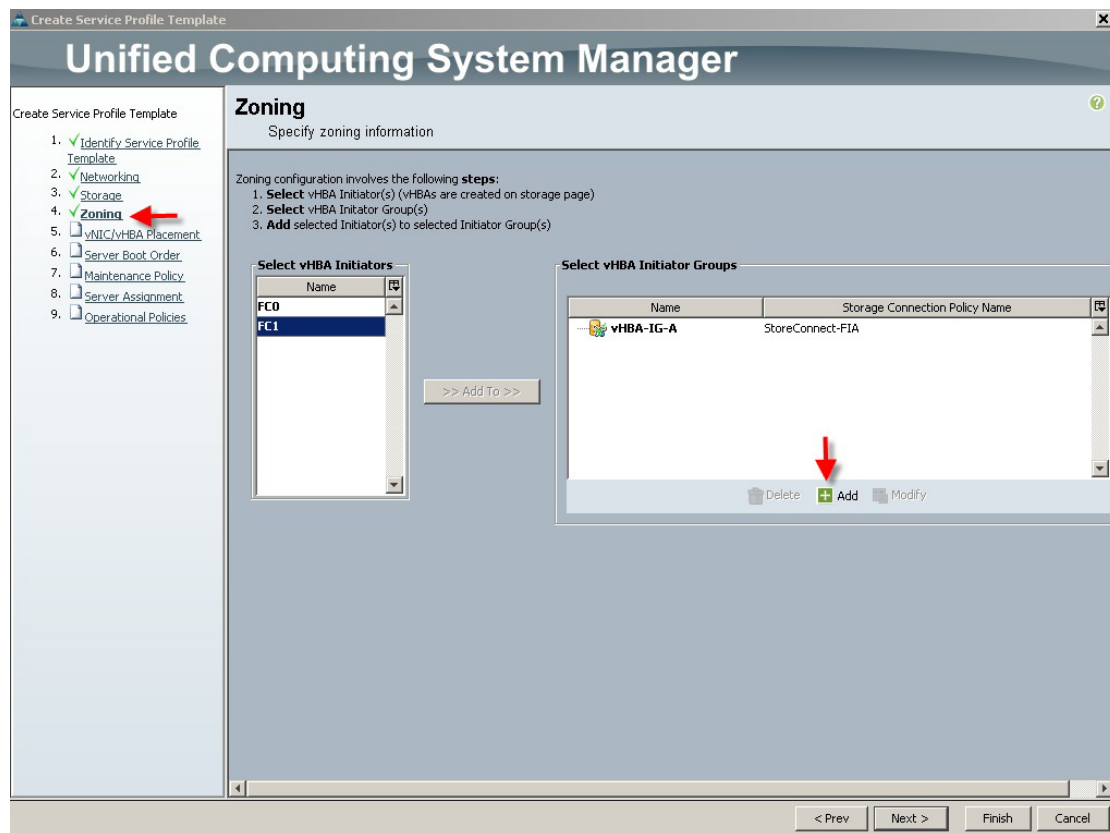 Create Service Profile Template
Unified Computing System Manager
Create Service Profile Template
1. Identify Service Profile
Template
2. Networking
3. Storage
4. Zoning
5. vNIC/vHBA Placement
6. Server Boot Order
7. Maintenance Policy
8. Server Assignment
9. Operational Policies
Zoning
Specify zoning information
Zoning configuration involves the following steps:
1. Select vHBA Initiator(s) (vHBAs are created on storage page)
2. Select vHBA Initator Group(s)
3. Add selected Initiator(s) to selected Initiator Group(s)
Select vHBA Initiators
Name
FC0
FC1
>> Add To >>
Select vHBA Initiator Groups
Name Storage Connection Policy Name
vHBA-IG-A StoreConnect-FIA
Delete Add Modify
< Prev Next > Finish Cancel